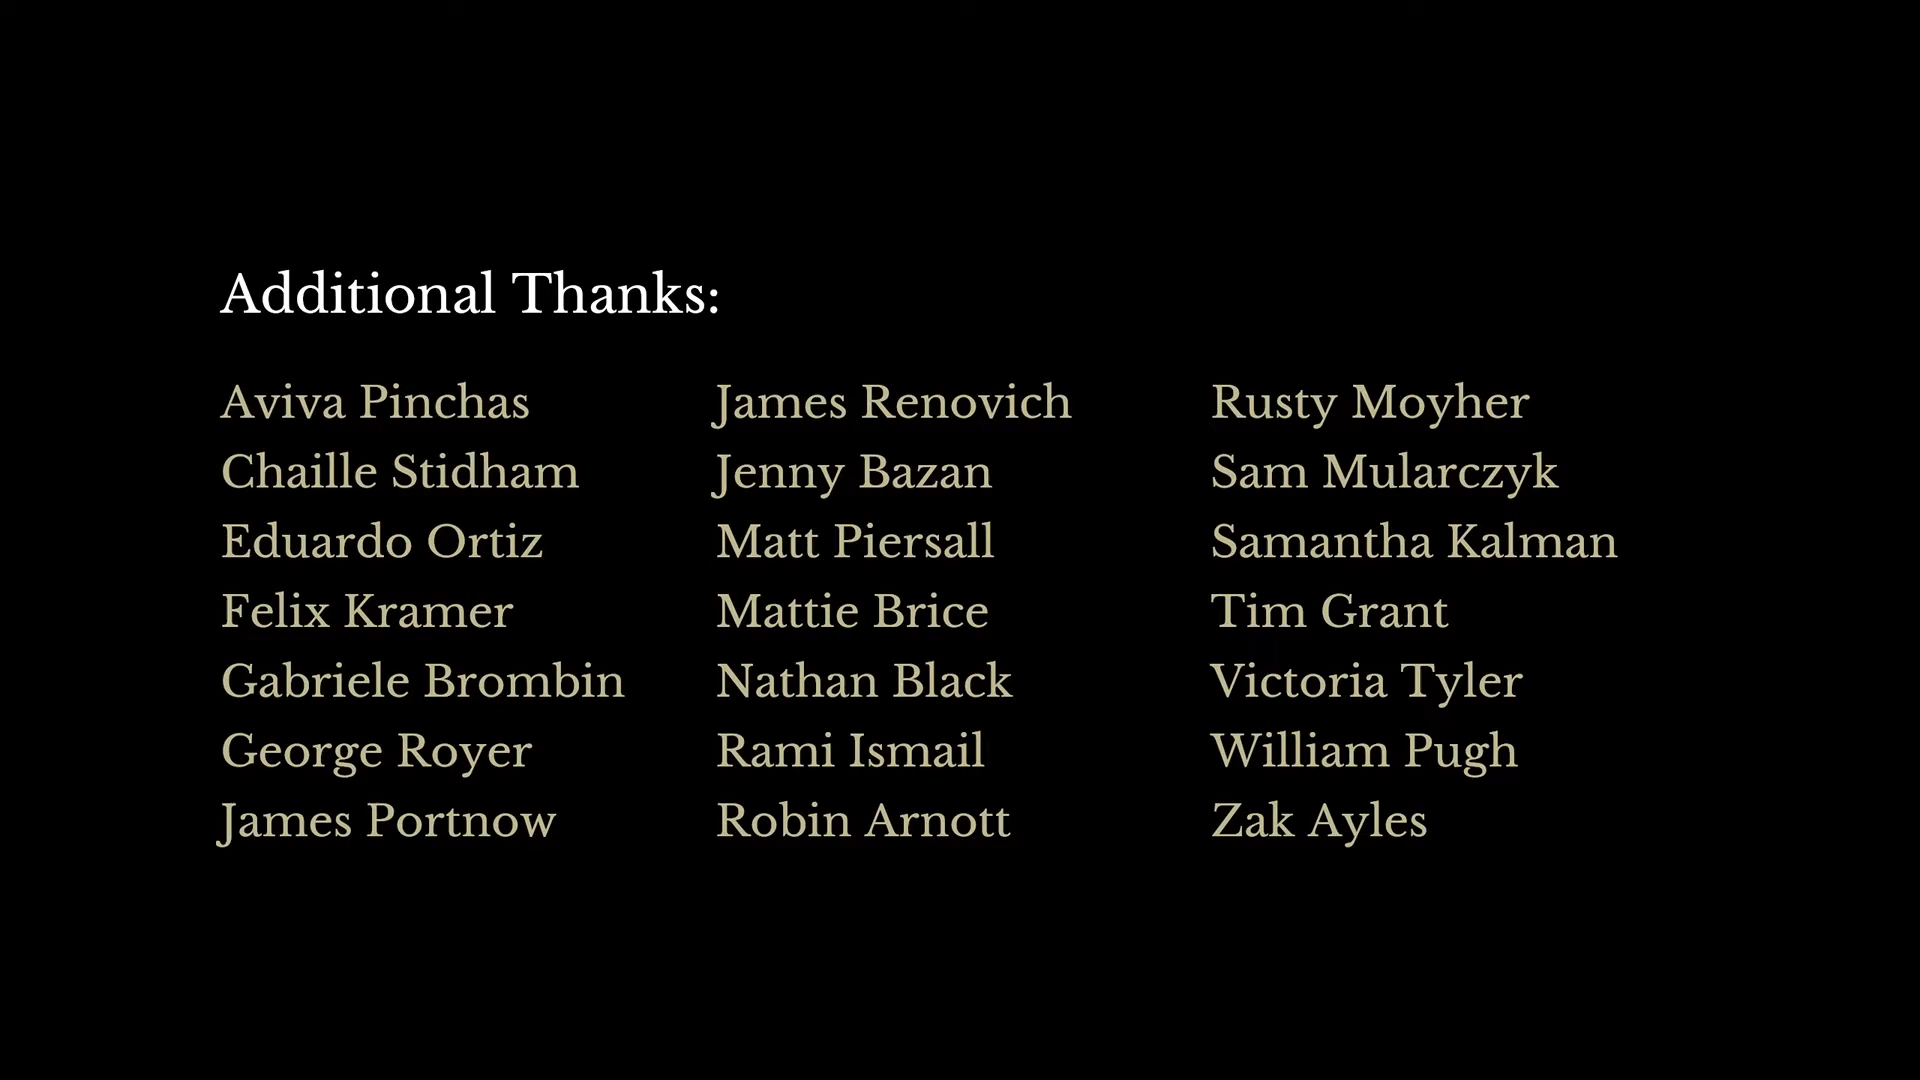 Additional Thanks:
Aviva Pinchas
Chaille Stidham
Eduardo Ortiz
Felix Kramer
Gabriele Brombin
George Royer
James Portnow
James Renovich
Jenny Bazan
Matt Piersall
Mattie Brice
Nathan Black
Rami Ismail
Robin Arnott
Rusty Moyher
Sam Mularczyk
Samantha Kalman
Tim Grant
Victoria Tyler
William Pugh
Zak Ayles